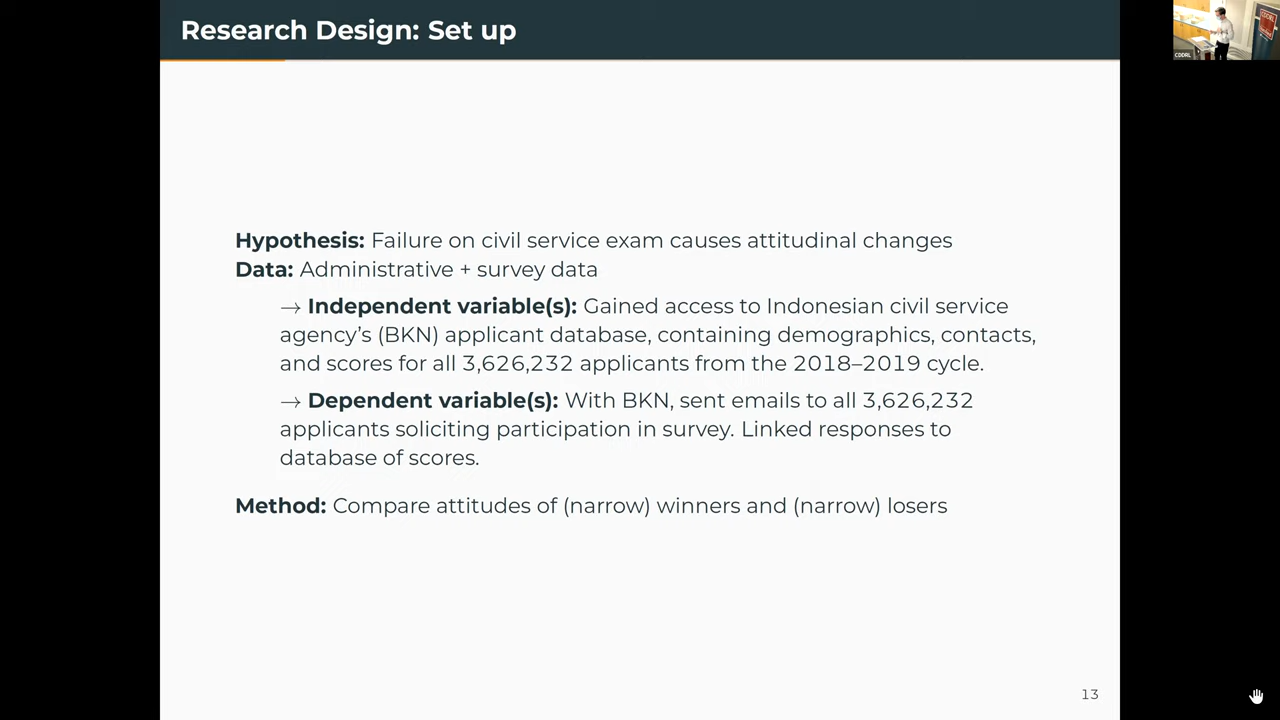 Research Design: Set up
CDDRL
Hypothesis: Failure on civil service exam causes attitudinal changes
Data: Administrative + survey data
→ Independent variable(s): Gained access to Indonesian civil service
agency's (BKN) applicant database, containing demographics, contacts,
and scores for all 3,626,232 applicants from the 2018–2019 cycle.
→ Dependent variable(s): With BKN, sent emails to all 3,626,232
applicants soliciting participation in survey. Linked responses to
database of scores.
Method: Compare attitudes of (narrow) winners and (narrow) losers
13